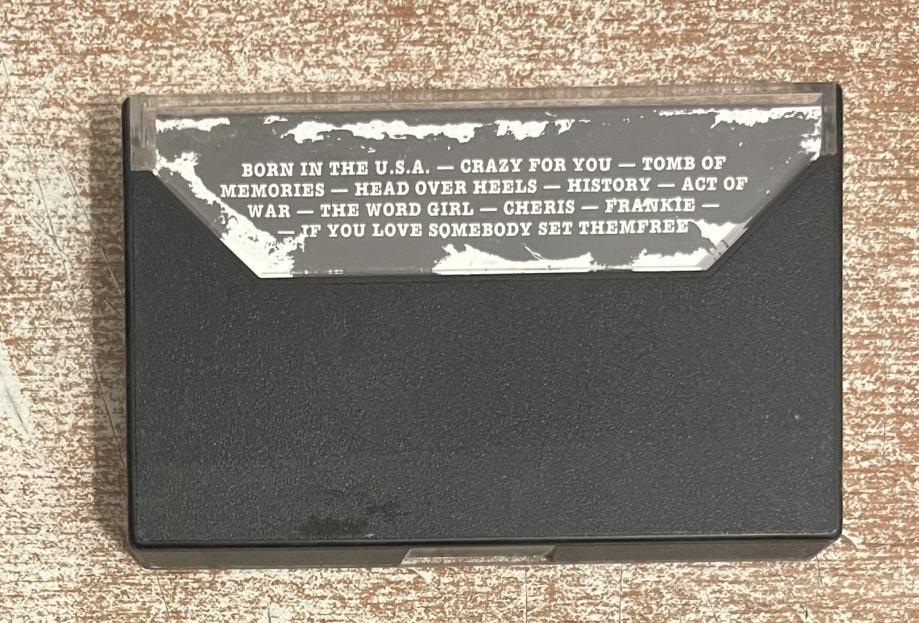 BORN IN THE U.S.A. — CRAZY FOR YOU — TOMB OF
MEMORIES — HEAD OVER HEELS — HISTORY — ACT OF
WAR — THE WORD GIRL — CHERIS — FRANKIE —
— IF YOU LOVE SOMEBODY SET THEMFREE